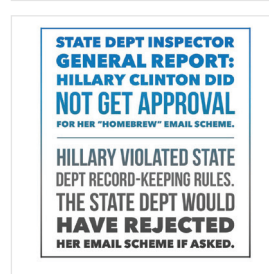 STATE DEPT INSPECTOR
GENERAL REPORT:
HILLARY CLINTON DID
NOT GET APPROVAL
FOR HER "HOMEBREW" EMAIL SCHEME.
HILLARY VIOLATED STATE
DEPT RECORD-KEEPING RULES.
THE STATE DEPT WOULD
HAVE REJECTED
HER EMAIL SCHEME IF ASKED.